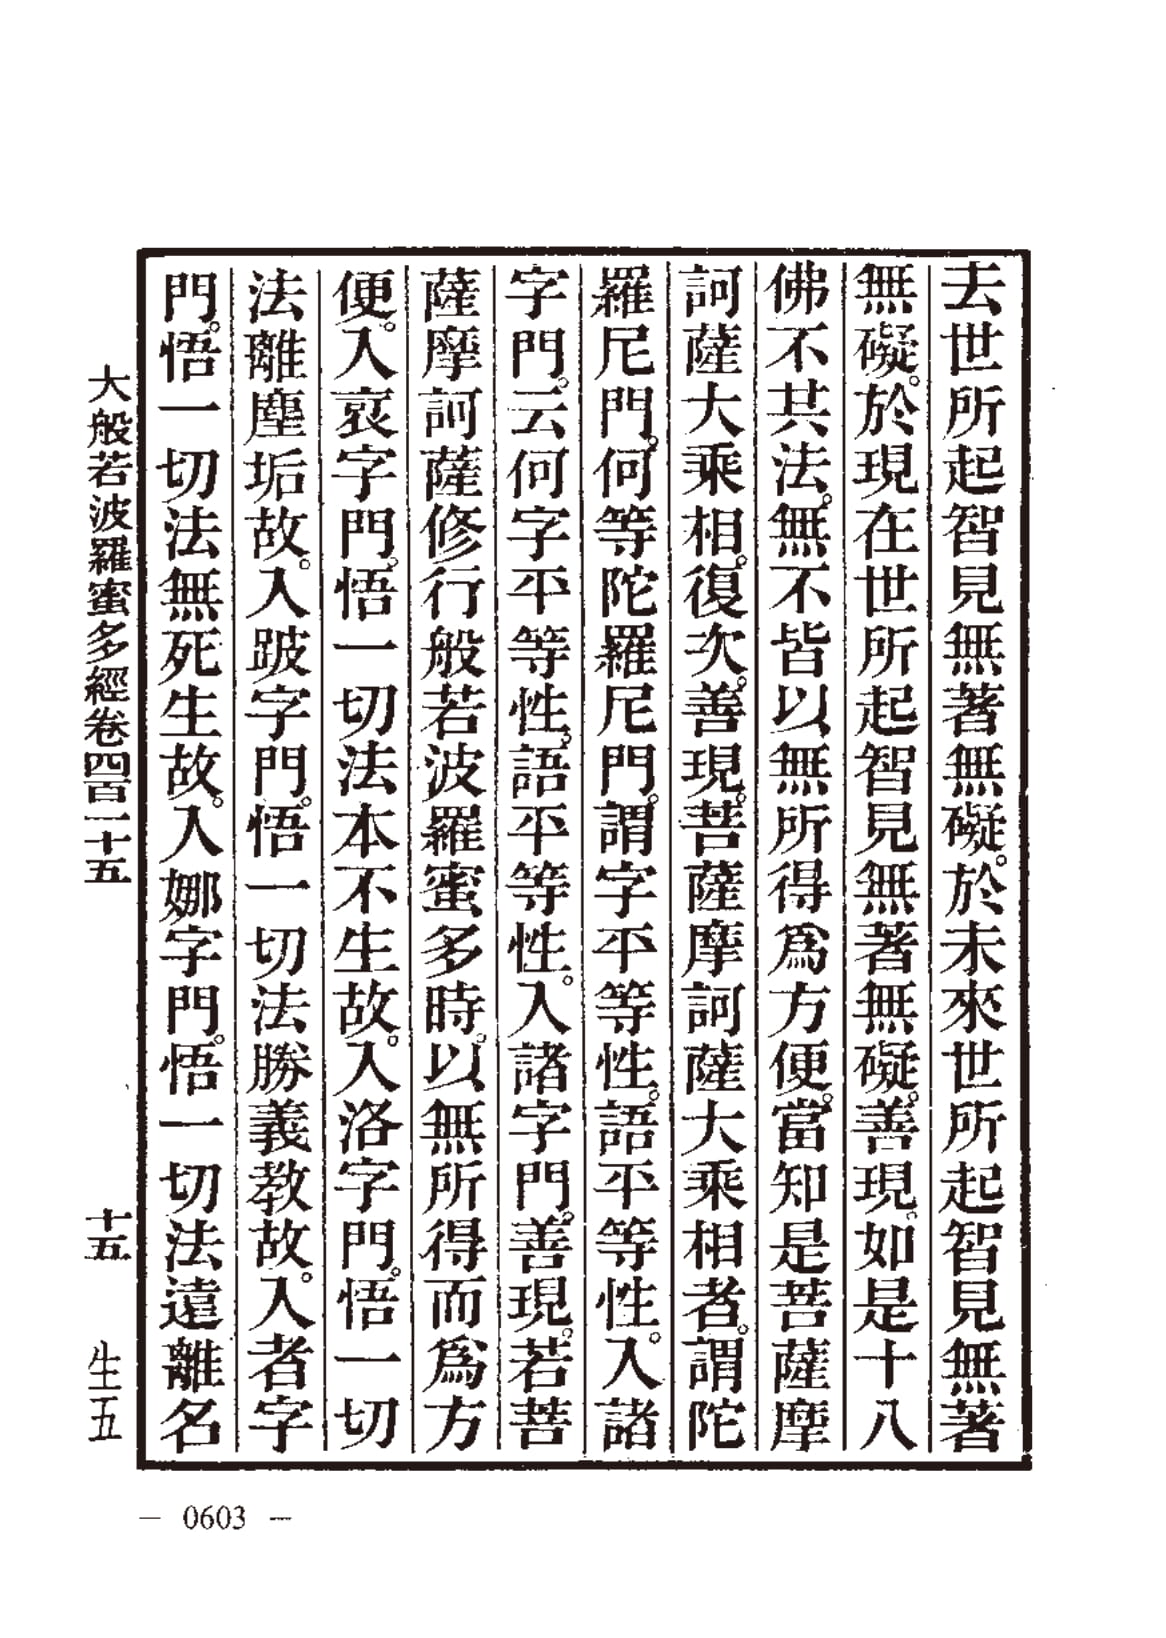 去世所起智見無著無礙。於未來世所起智見無著
無礙。於現在世所起智見無著無礙。善現。如是十八
佛不共法。無不皆以無所得爲方便。當知是菩薩摩
訶薩大乘相。復次。善現。菩薩摩訶薩大乘相者。謂陀
羅尼門。何等陀羅尼門。謂字平等性。語平等性。入諸
字門。云何字平等性。語平等性。入諸字門。善現。若菩
薩摩訶薩修行般若波羅蜜多時。以無所得而爲方
便。入裒字門。悟一切法本不生故。入洛字門。悟一切
法離塵垢故。入跛字門。悟一切法勝義教故。入者字
門。悟一切法無死生故。入娜字門。悟一切法遠離名
大般若波羅蜜多經卷四百一十五 十五 生五
— 0603 —